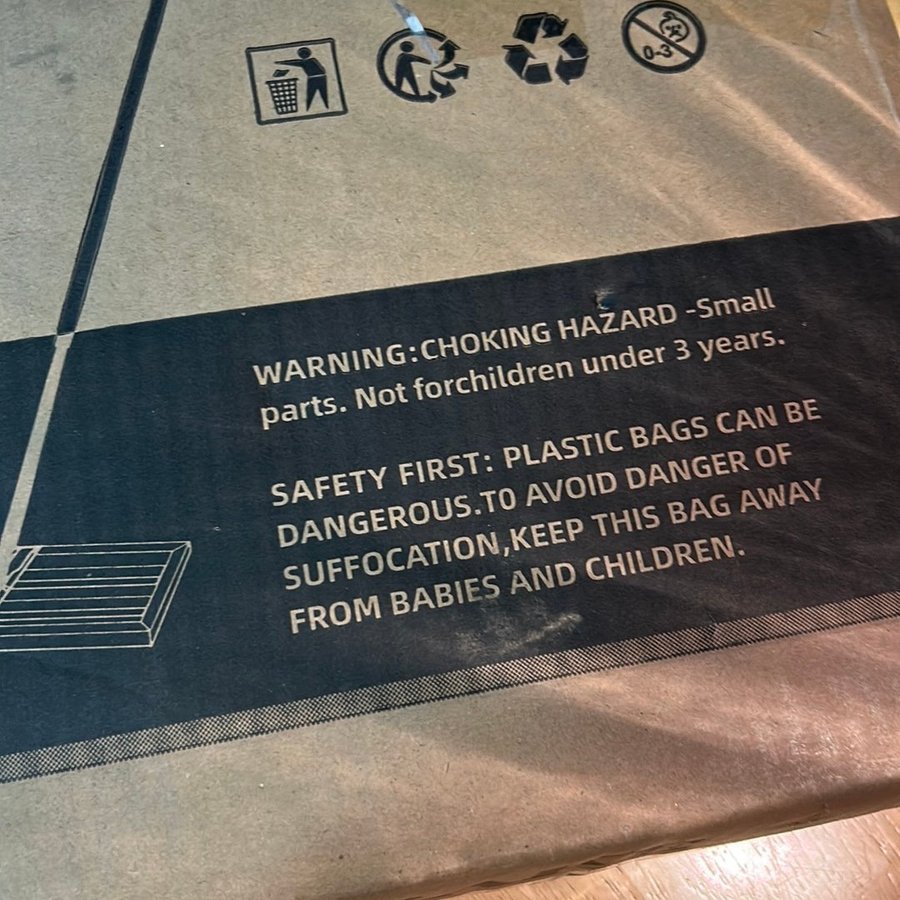 0-3
WARNING:CHOKING HAZARD -Small
parts. Not forchildren under 3 years.
SAFETY FIRST: PLASTIC BAGS CAN BE
DANGEROUS.TO AVOID DANGER OF
SUFFOCATION,KEEP THIS BAG AWAY
FROM BABIES AND CHILDREN.